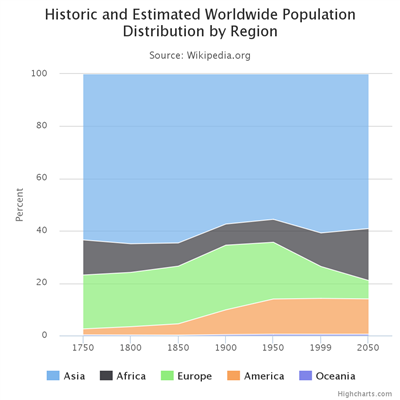 Historic and Estimated Worldwide Population
Distribution by Region
Source: Wikipedia.org
Percent
100
80
60
40
20
0
1750 1800 1850 1900 1950 1999 2050
Asia Africa Europe America Oceania
Highcharts.com